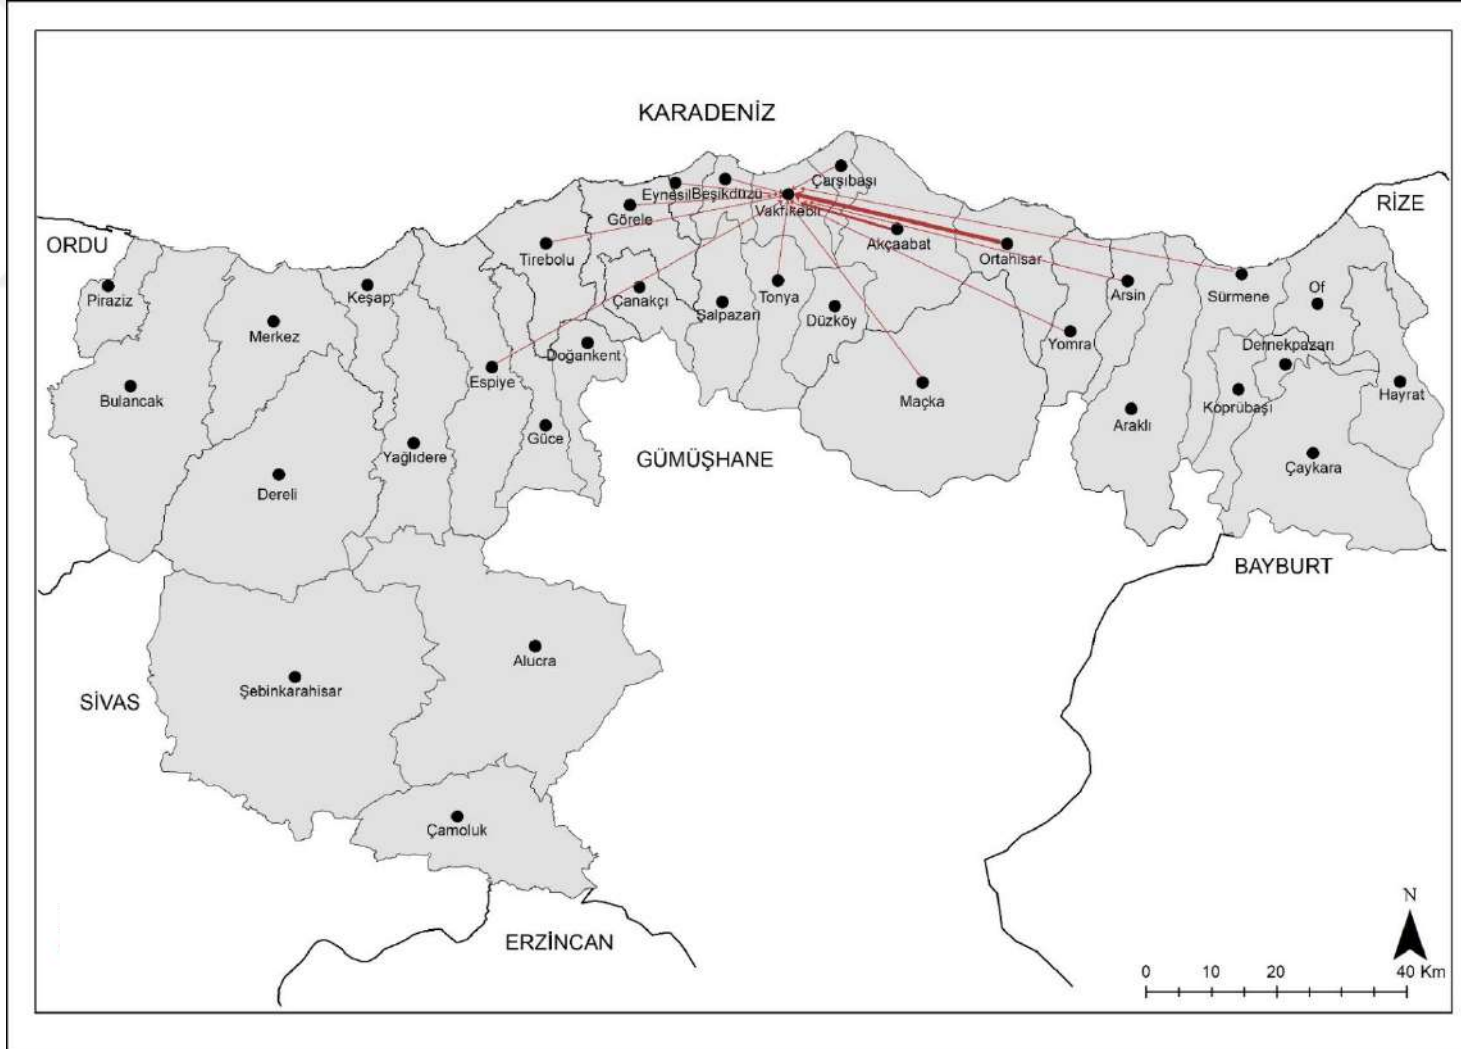 KARADENİZ
Çarşıbaşı
Eynesil
Beşikdüzü
RİZE
Vakfıkebir
Görele
ORDU
Akçaabat
Tirebolu
Ortahisar
Piraziz
Keşap
Çanakçı
Tonya
Arsin
Sürmene
Of
Şalpazarı
Düzköy
Merkez
Yomra
Dernekpazarı
Doğankent
Espiye
Bulancak
Maçka
Köprübaşı
Hayrat
Araklı
Güce
Yağlıdere
GÜMÜŞHANE
Çaykara
Dereli
BAYBURT
Alucra
Şebinkarahisar
SİVAS
Çamoluk
N
ERZİNCAN
0 10 20 40 Km